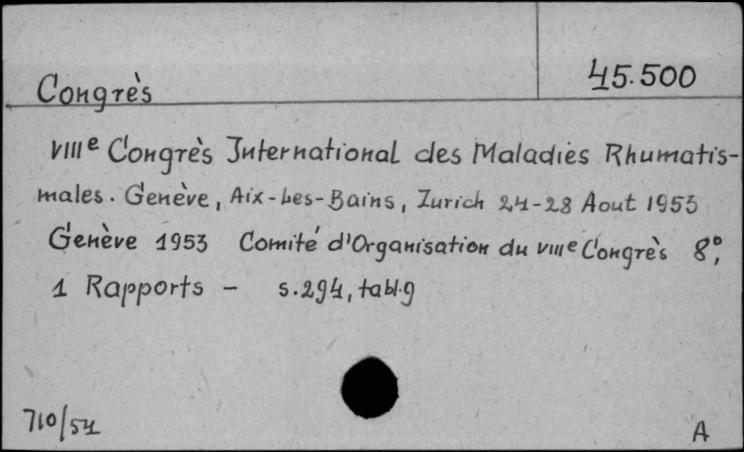 Congrès
45.500
VIIIe Congrès International des Maladies Rhumatis-
males. Genève, Aix-Les-Bains, Zurich 24-28 Aout 1953
Genève 1953 Comité d'Organisation du VIIIe Congrès 8°,
1 Rapports - s.294, tabl.9
710/54
A